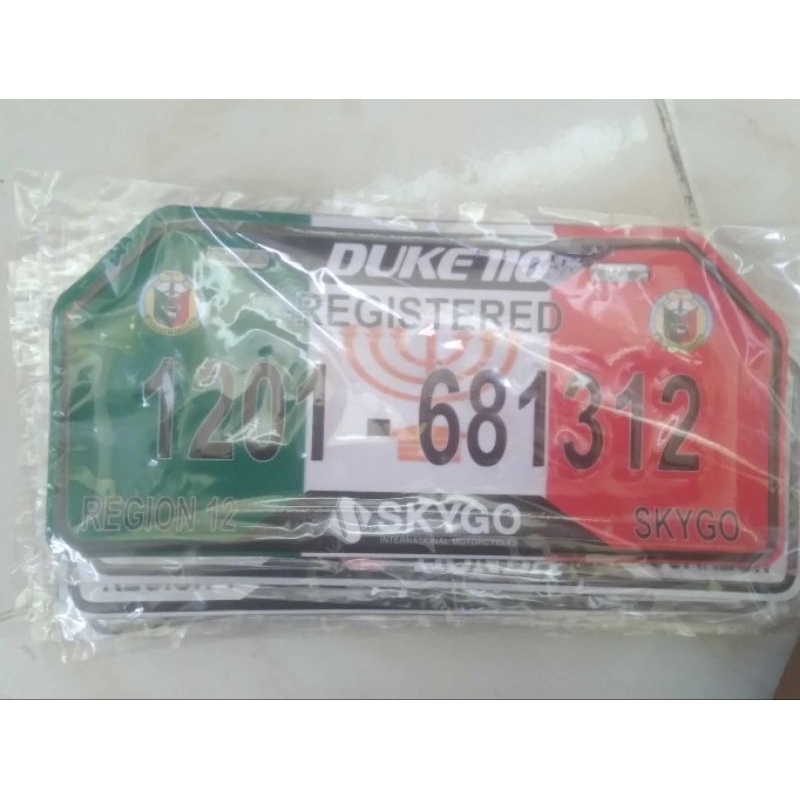 DUKE 110
REGISTERED
1201 - 681312
REGION 12
SKYGO
INTERNATIONAL MOTORCYCLES
SKYGO